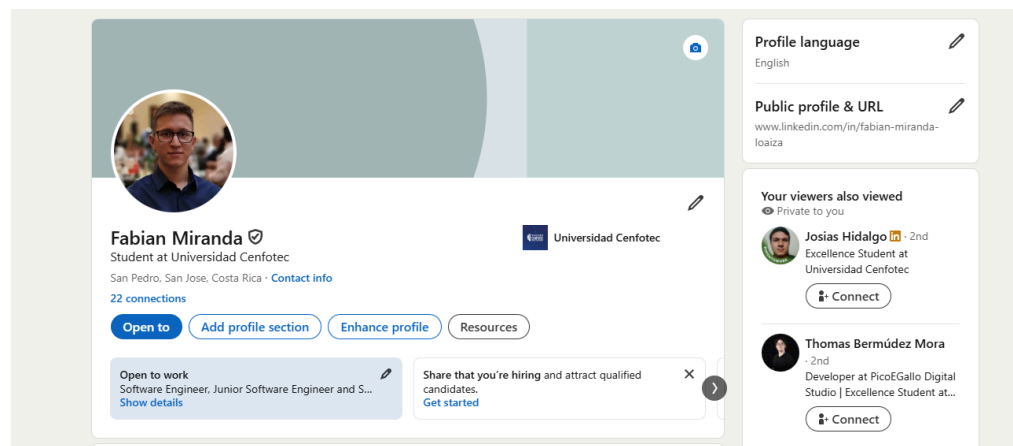 Fabian Miranda
Student at Universidad Cenfotec
San Pedro, San Jose, Costa Rica · Contact info
22 connections
Universidad Cenfotec
Open to
Add profile section
Enhance profile
Resources
Open to work
Software Engineer, Junior Software Engineer and S...
Show details
Share that you're hiring and attract qualified
candidates.
Get started
Profile language
English
Public profile & URL
www.linkedin.com/in/fabian-miranda-
loaiza
Your viewers also viewed
Private to you
Josias Hidalgo in · 2nd
Excellence Student at
Universidad Cenfotec
Connect
Thomas Bermúdez Mora
· 2nd
Developer at PicoEGallo Digital
Studio | Excellence Student at...
Connect